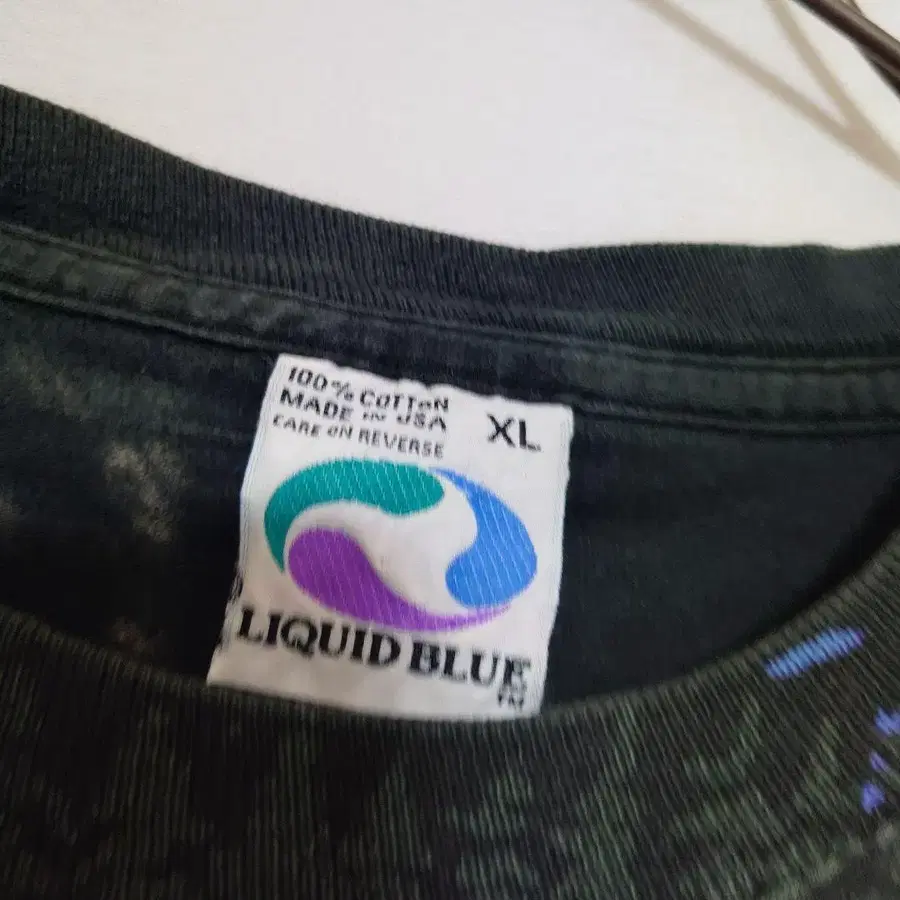 100% COTTON
MADE IN USA
CARE ON REVERSE
XL
LIQUID BLUE
TM